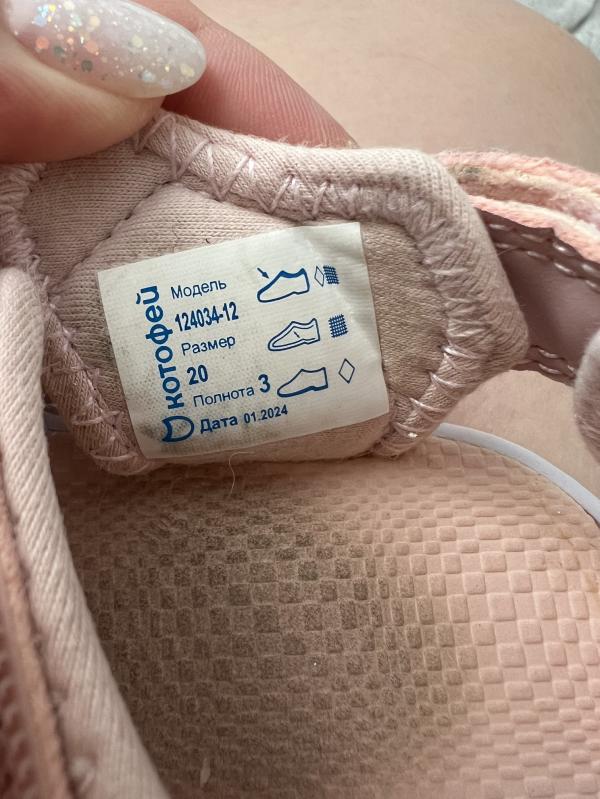 котофей
Модель
124034-12
Размер
20
Полнота 3
Дата 01.2024